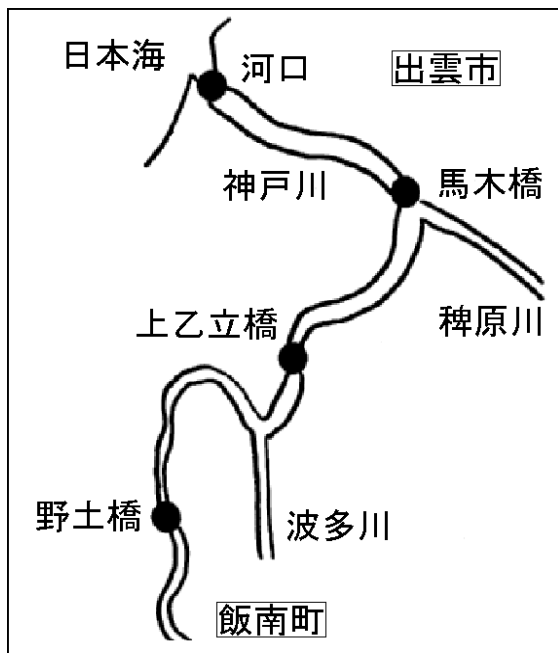 日本海
河口
出雲市
神戸川
馬木橋
稗原川
上乙立橋
野土橋
波多川
飯南町